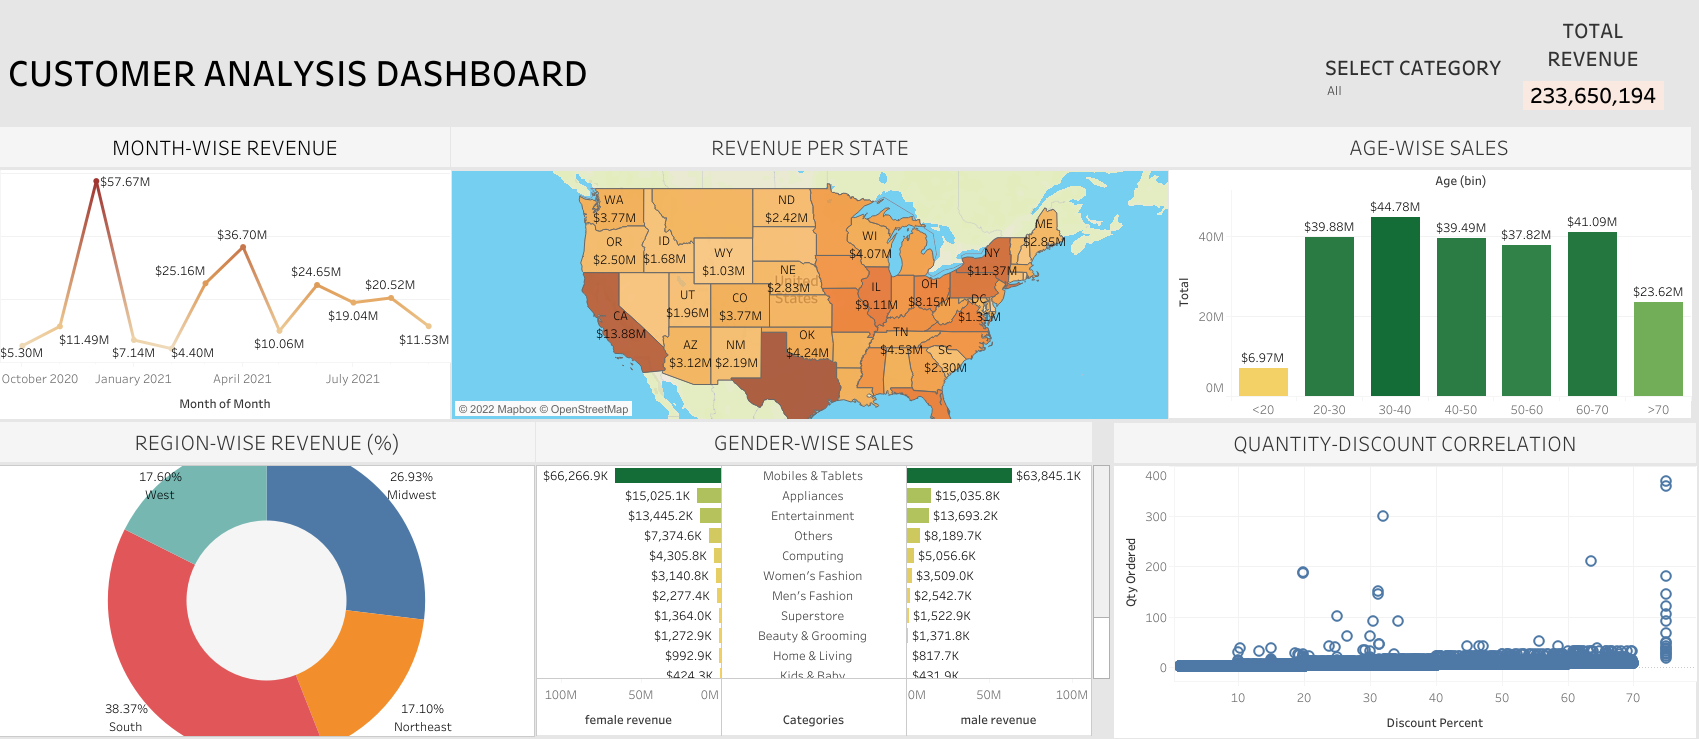 CUSTOMER ANALYSIS DASHBOARD
SELECT CATEGORY
All
TOTAL
REVENUE
233,650,194
MONTH-WISE REVENUE
$57.67M
$36.70M
$25.16M
$24.65M
$20.52M
$19.04M
$11.49M
$11.53M
$5.30M
$7.14M
$4.40M
$10.06M
October 2020
January 2021
April 2021
July 2021
Month of Month
REVENUE PER STATE
WA
$3.77M
ND
$2.42M
ME
$2.85M
OR
$2.50M
ID
$1.68M
WI
$4.07M
WY
$1.03M
NY
$11.37M
NE
$2.83M
United
States
IL
$9.11M
OH
$8.15M
UT
$1.96M
CO
$3.77M
DC
$1.31M
CA
$13.88M
AZ
$3.12M
NM
$2.19M
OK
$4.24M
TN
$4.53M
SC
$2.30M
© 2022 Mapbox © OpenStreetMap
AGE-WISE SALES
Age (bin)
Total
40M
20M
0M
$6.97M
$39.88M
$44.78M
$39.49M
$37.82M
$41.09M
$23.62M
<20
20-30
30-40
40-50
50-60
60-70
>70
REGION-WISE REVENUE (%)
17.60%
West
26.93%
Midwest
38.37%
South
17.10%
Northeast
GENDER-WISE SALES
$66,266.9K Mobiles & Tablets $63,845.1K
$15,025.1K Appliances $15,035.8K
$13,445.2K Entertainment $13,693.2K
$7,374.6K Others $8,189.7K
$4,305.8K Computing $5,056.6K
$3,140.8K Women's Fashion $3,509.0K
$2,277.4K Men's Fashion $2,542.7K
$1,364.0K Superstore $1,522.9K
$1,272.9K Beauty & Grooming $1,371.8K
$992.9K Home & Living $817.7K
$424.3K Kids & Baby $431.9K
100M 50M 0M 0M 50M 100M
female revenue Categories male revenue
QUANTITY-DISCOUNT CORRELATION
Qty Ordered
400
300
200
100
0
10 20 30 40 50 60 70
Discount Percent